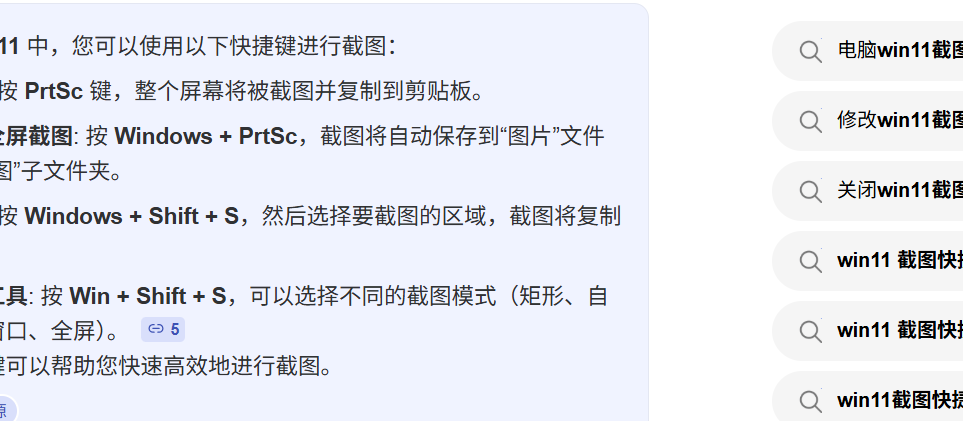 11 中，您可以使用以下快捷键进行截图：
按 PrtSc 键，整个屏幕将被截图并复制到剪贴板。
全屏截图: 按 Windows + PrtSc，截图将自动保存到“图片”文件
图”子文件夹。
按 Windows + Shift + S，然后选择要截图的区域，截图将复制
工具: 按 Win + Shift + S，可以选择不同的截图模式（矩形、自
窗口、全屏）。 5
键可以帮助您快速高效地进行截图。
源
电脑win11截图
修改win11截图
关闭win11截图
win11 截图快捷
win11 截图快捷
win11截图快捷